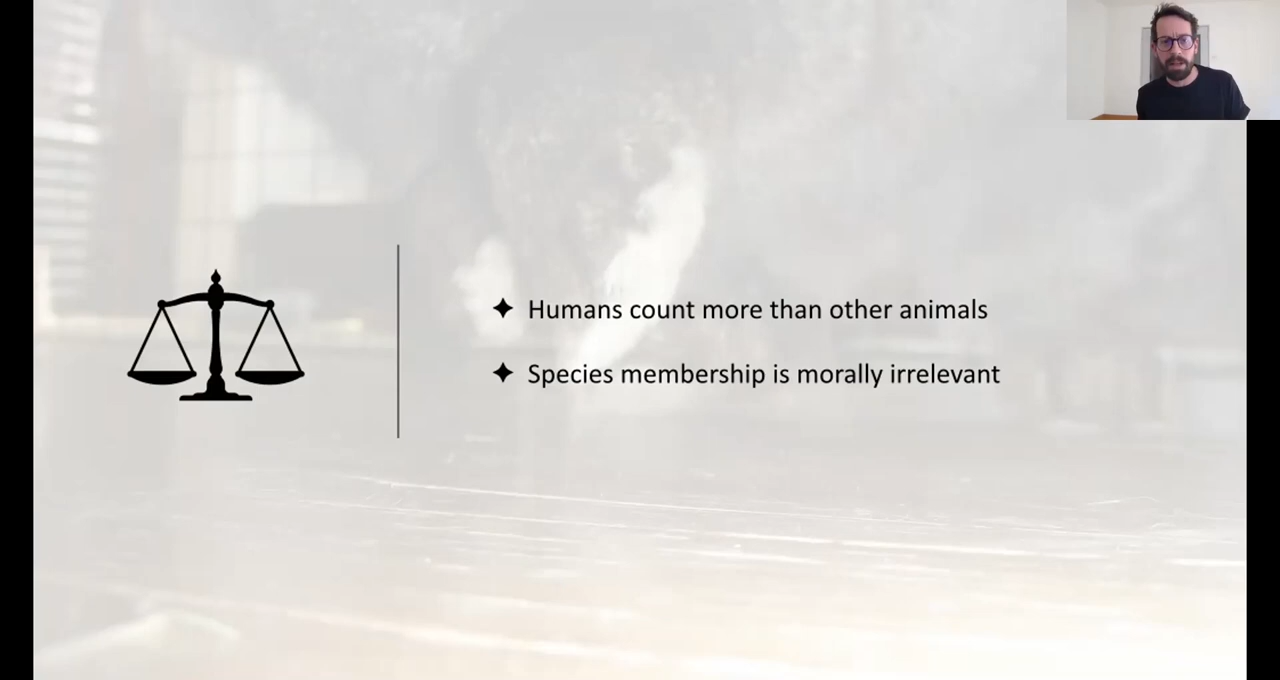 Humans count more than other animals
Species membership is morally irrelevant